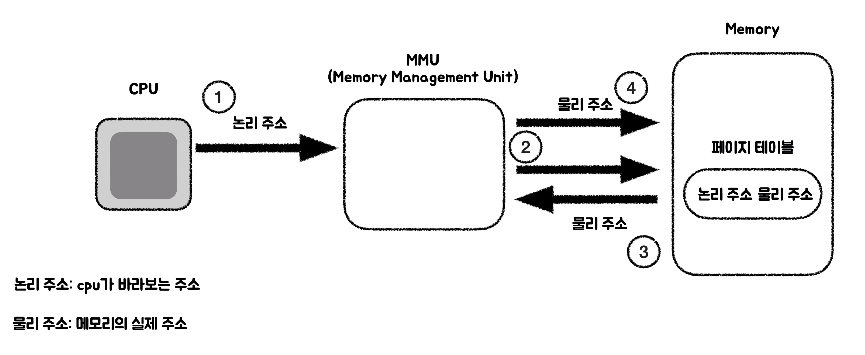 Memory
MMU
(Memory Management Unit)
CPU
1
논리 주소
물리 주소
4
2
페이지 테이블
논리 주소 물리 주소
물리 주소
3
논리 주소: cpu가 바라보는 주소
물리 주소: 메모리의 실제 주소